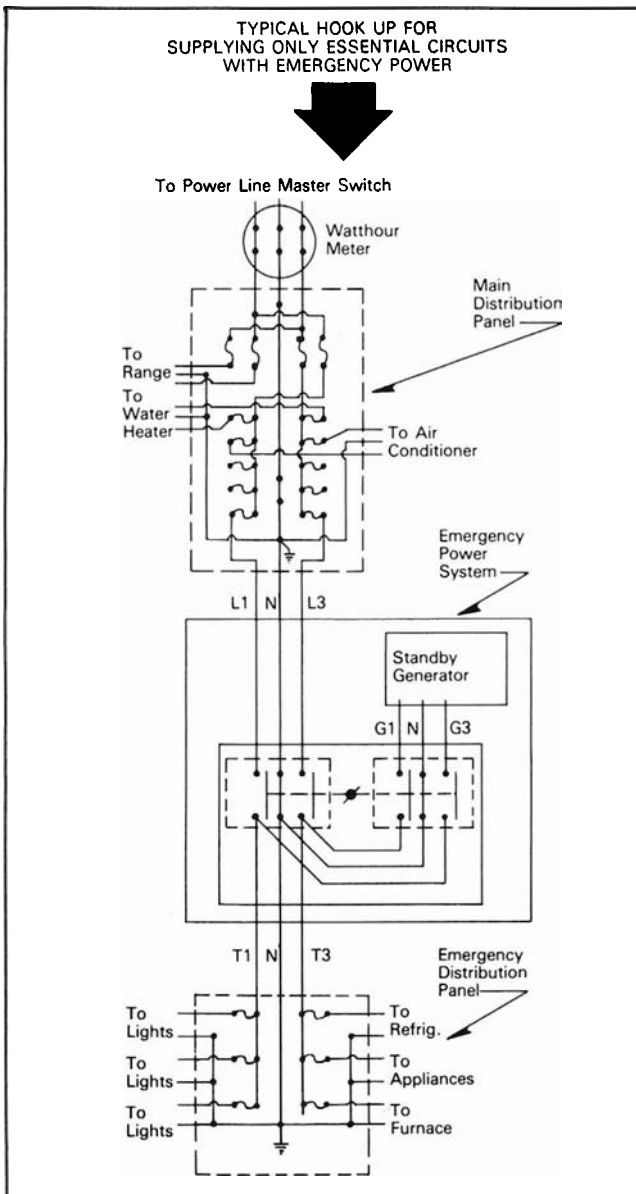 TYPICAL HOOK UP FOR
SUPPLYING ONLY ESSENTIAL CIRCUITS
WITH EMERGENCY POWER
To Power Line Master Switch
Watthour
Meter
Main
Distribution
Panel
To
Range
To
Water
Heater
To Air
Conditioner
Emergency
Power
System
L1 N L3
Standby
Generator
G1 N G3
T1 N T3
Emergency
Distribution
Panel
To
Lights
To
Refrig.
To
Lights
To
Appliances
To
Lights
To
Furnace